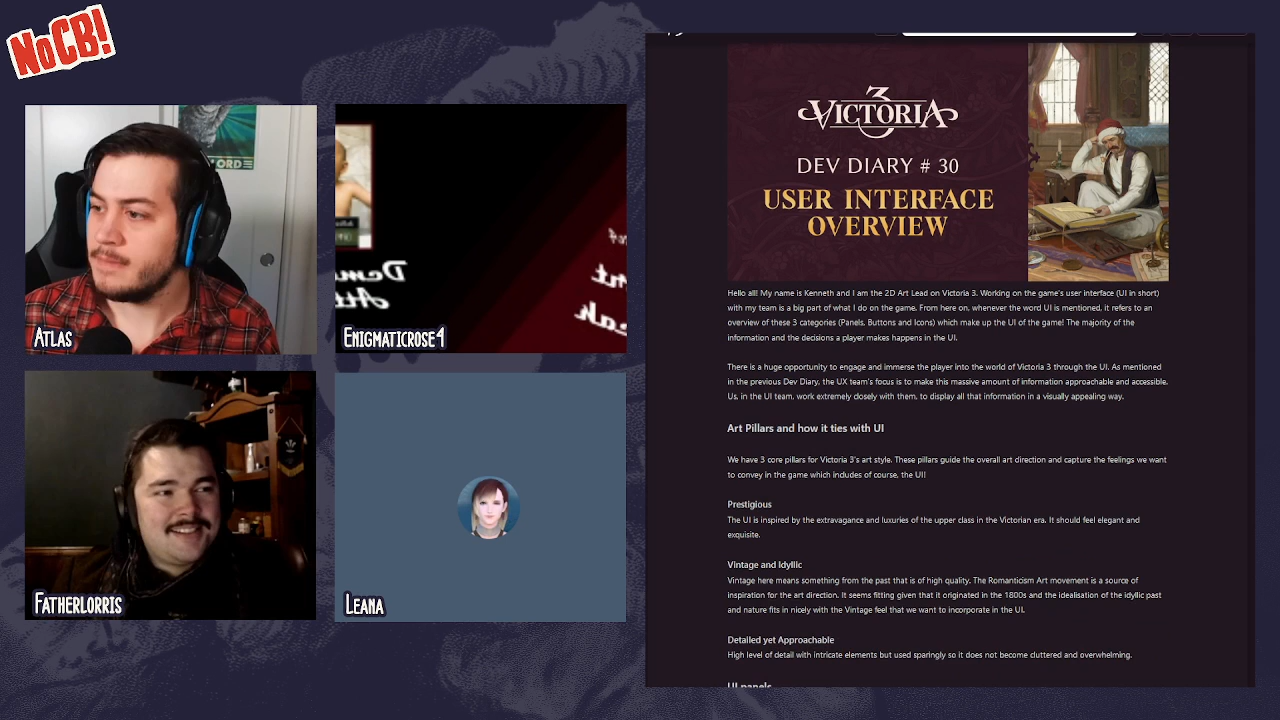 NoCB!
LORD
ATLAS
ENIGMATICROSE4
FATHERLORRIS
LEANA
VICTORIA
3
DEV DIARY # 30
USER INTERFACE
OVERVIEW
Hello all! My name is Kenneth and I am the 2D Art Lead on Victoria 3. Working on the game's user interface (UI in short)
with my team is a big part of what I do on the game. From here on, whenever the word UI is mentioned, it refers to an
overview of these 3 categories (Panels, Buttons and Icons) which make up the UI of the game! The majority of the
information and the decisions a player makes happens in the UI.
There is a huge opportunity to engage and immerse the player into the world of Victoria 3 through the UI. As mentioned
in the previous Dev Diary, the UX team's focus is to make this massive amount of information approachable and accessible.
Us, in the UI team, work extremely closely with them, to display all that information in a visually appealing way.
Art Pillars and how it ties with UI
We have 3 core pillars for Victoria 3's art style. These pillars guide the overall art direction and capture the feelings we want
to convey in the game which includes of course, the UI!
Prestigious
The UI is inspired by the extravagance and luxuries of the upper class in the Victorian era. It should feel elegant and
exquisite.
Vintage and Idyllic
Vintage here means something from the past that is of high quality. The Romanticism Art movement is a source of
inspiration for the art direction. It seems fitting given that it originated in the 1800s and the idealisation of the idyllic past
and nature fits in nicely with the Vintage feel that we want to incorporate in the UI.
Detailed yet Approachable
High level of detail with intricate elements but used sparingly so it does not become cluttered and overwhelming.
UI panels